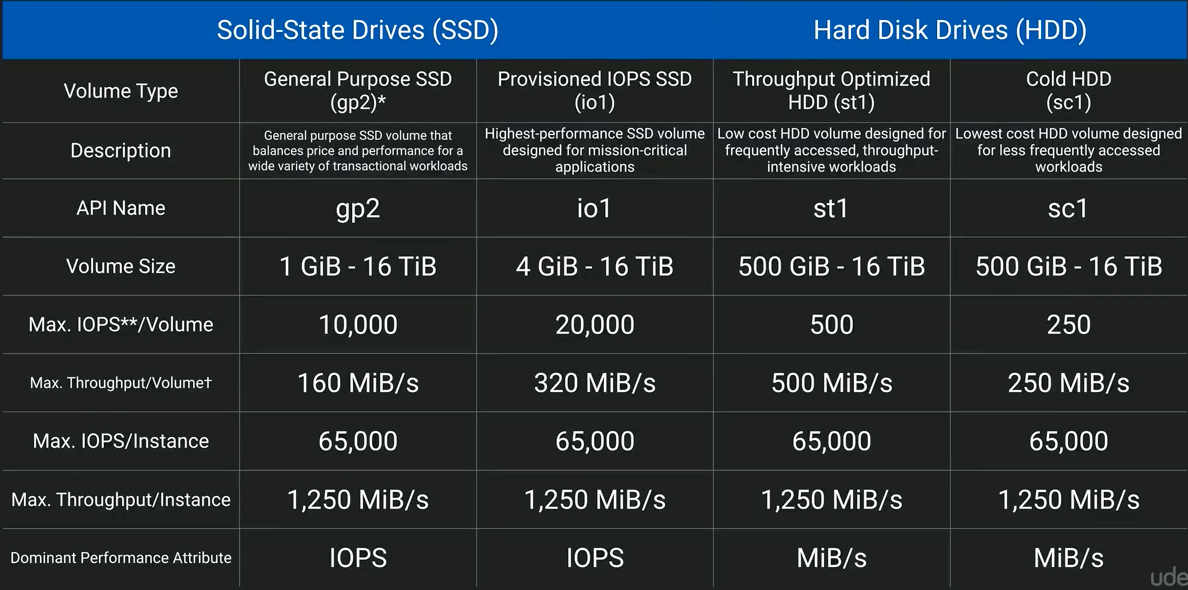 Solid-State Drives (SSD)
Hard Disk Drives (HDD)
Volume Type
General Purpose SSD
(gp2)*
Provisioned IOPS SSD
(io1)
Throughput Optimized
HDD (st1)
Cold HDD
(sc1)
Description
General purpose SSD volume that
balances price and performance for a
wide variety of transactional workloads
Highest-performance SSD volume
designed for mission-critical
applications
Low cost HDD volume designed for
frequently accessed, throughput-
intensive workloads
Lowest cost HDD volume designed
for less frequently accessed
workloads
API Name
gp2
io1
st1
sc1
Volume Size
1 GiB - 16 TiB
4 GiB - 16 TiB
500 GiB - 16 TiB
500 GiB - 16 TiB
Max. IOPS**/Volume
10,000
20,000
500
250
Max. Throughput/Volume†
160 MiB/s
320 MiB/s
500 MiB/s
250 MiB/s
Max. IOPS/Instance
65,000
65,000
65,000
65,000
Max. Throughput/Instance
1,250 MiB/s
1,250 MiB/s
1,250 MiB/s
1,250 MiB/s
Dominant Performance Attribute
IOPS
IOPS
MiB/s
MiB/s
ude